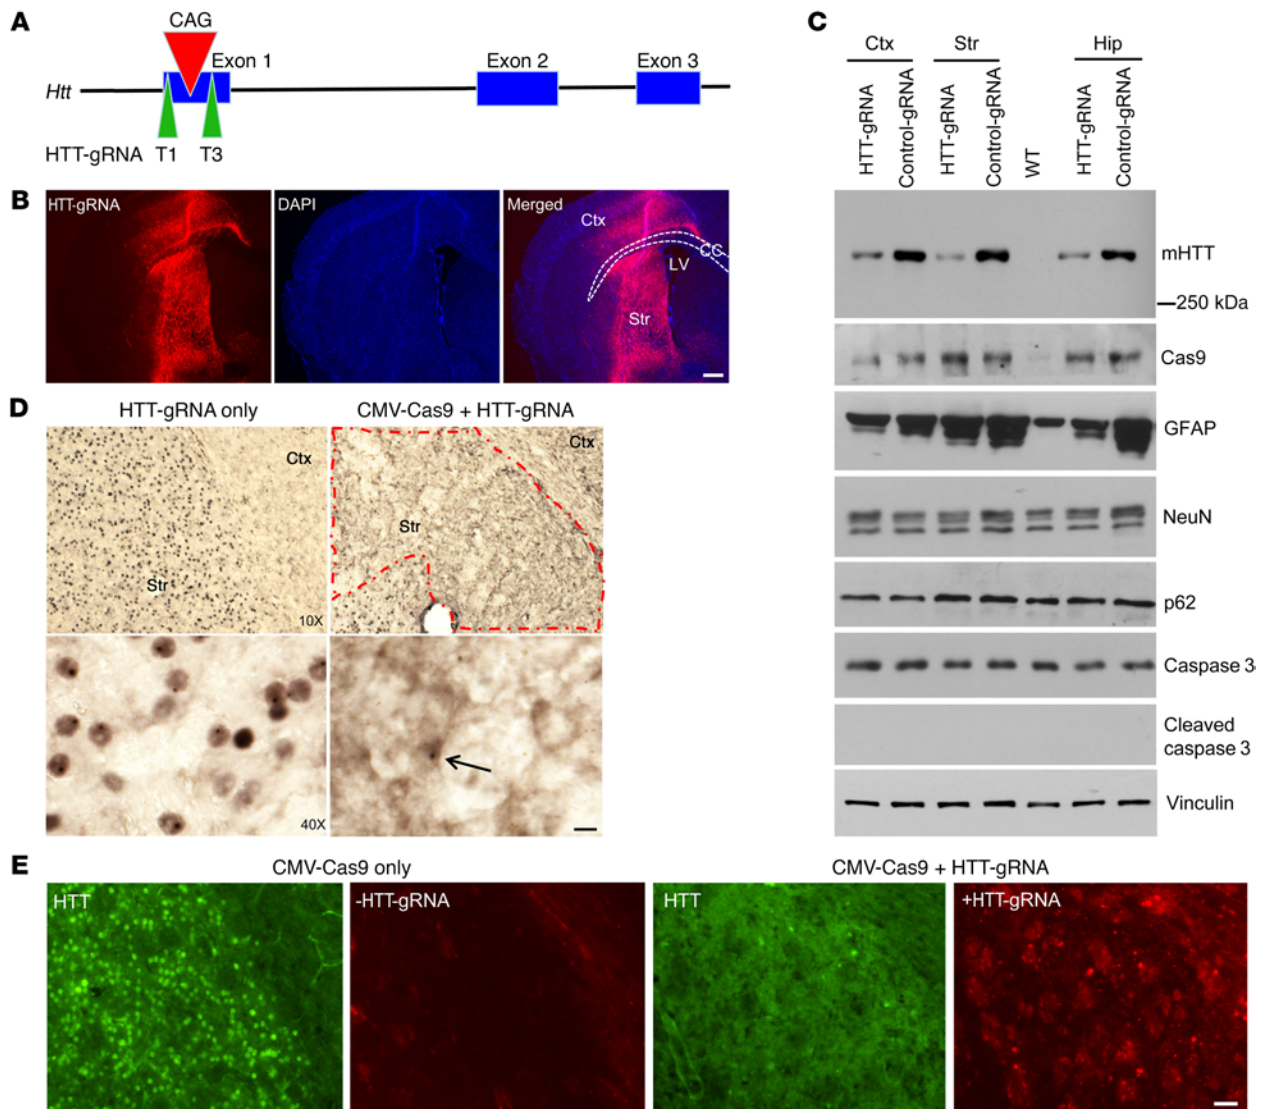 A
CAG
Exon 1
Exon 2
Exon 3
Htt
HTT-gRNA T1 T3
B
HTT-gRNA
DAPI
Merged
Ctx
CC
LV
Str
C
Ctx Str Hip
HTT-gRNA
Control-gRNA
HTT-gRNA
Control-gRNA
WT
HTT-gRNA
Control-gRNA
mHTT
250 kDa
Cas9
GFAP
NeuN
p62
Caspase 3
Cleaved
caspase 3
Vinculin
D
HTT-gRNA only
CMV-Cas9 + HTT-gRNA
Ctx
Str
10X
Ctx
Str
40X
E
CMV-Cas9 only
CMV-Cas9 + HTT-gRNA
HTT
-HTT-gRNA
HTT
+HTT-gRNA